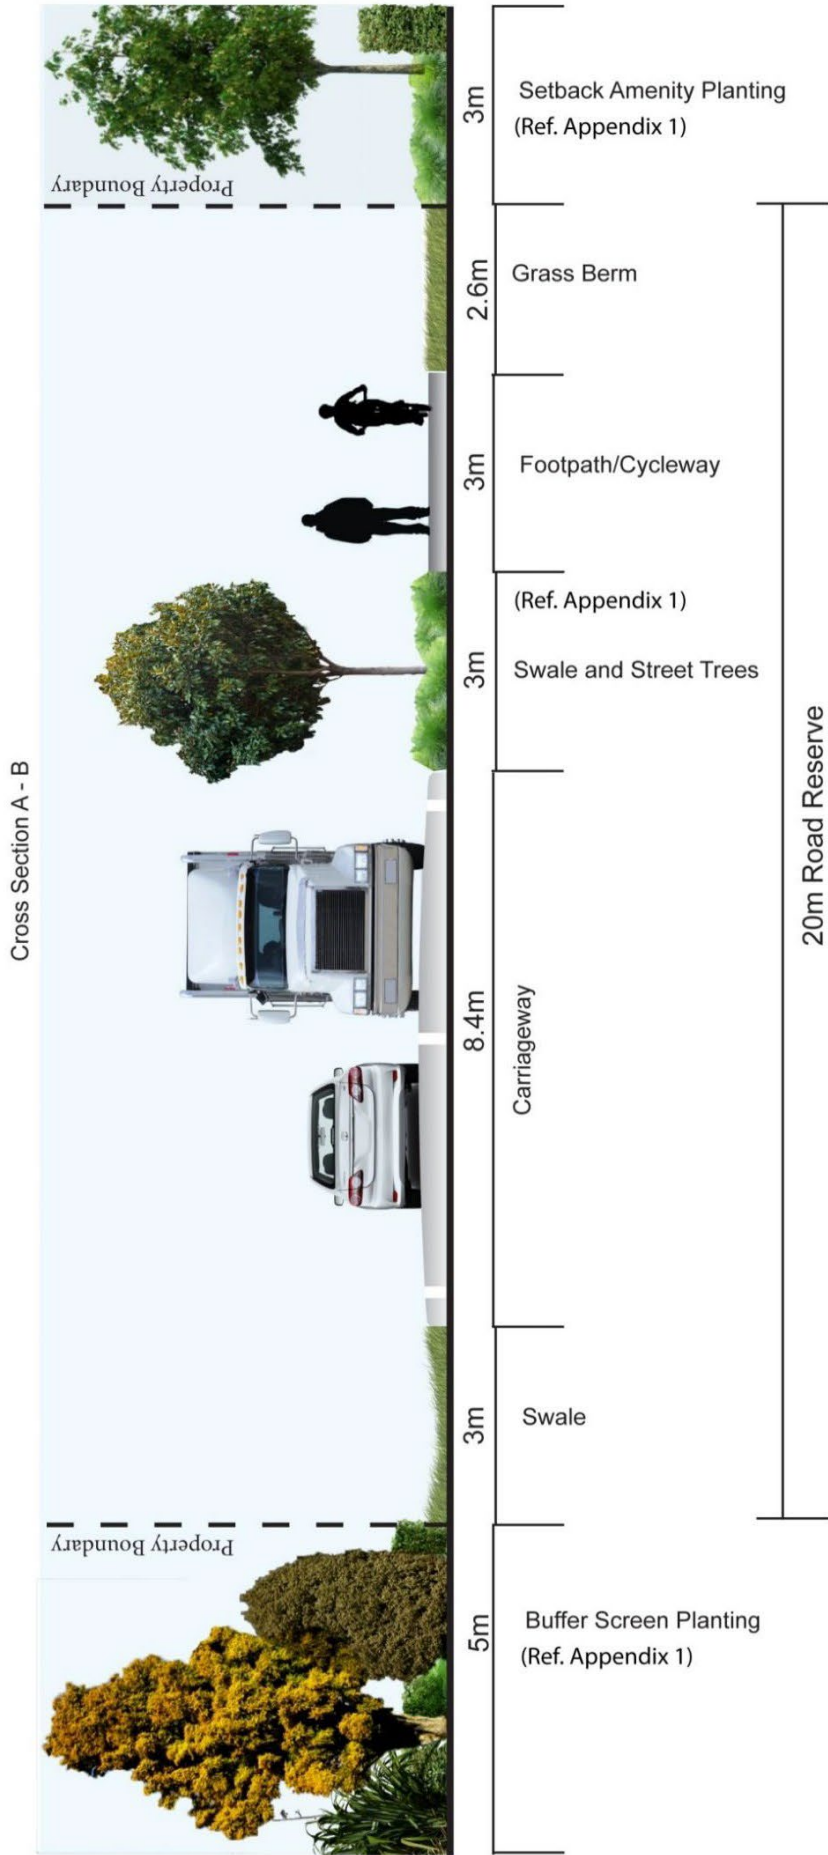 Cross Section A - B
Property Boundary
3m
Setback Amenity Planting
(Ref. Appendix 1)
2.6m
Grass Berm
3m
Footpath/Cycleway
(Ref. Appendix 1)
3m
Swale and Street Trees
8.4m
Carriageway
20m Road Reserve
3m
Swale
Property Boundary
5m
Buffer Screen Planting
(Ref. Appendix 1)